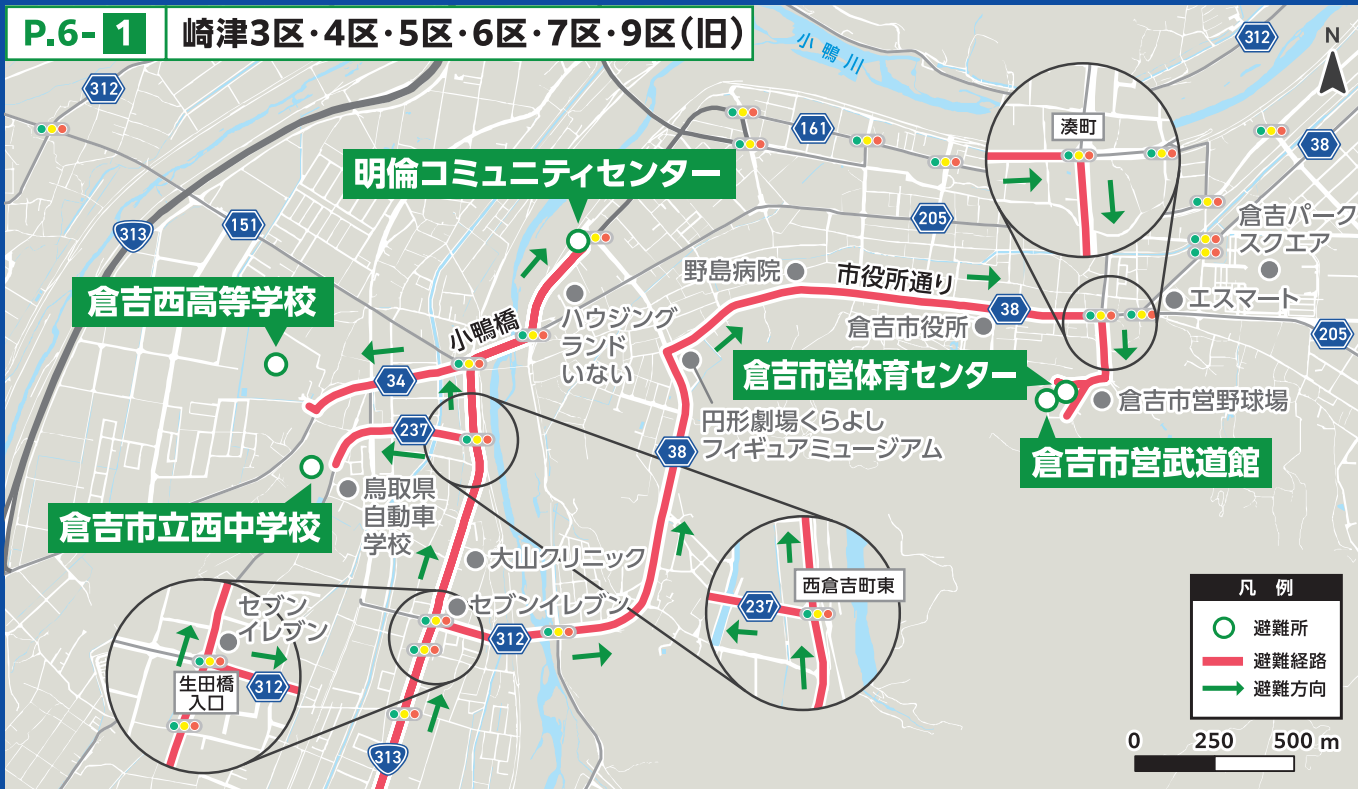 P.6-1 崎津3区・4区・5区・6区・7区・9区(旧)
312
小鴨川
312
N
161
湊町
38
明倫コミュニティセンター
313
151
205
倉吉パーク
スクエア
野島病院
市役所通り
倉吉西高等学校
ハウジング
ランド
いない
小鴨橋
38
エスマート
倉吉市役所
205
34
倉吉市営体育センター
倉吉市営野球場
237
円形劇場くらよし
フィギュアミュージアム
38
倉吉市営武道館
鳥取県
自動車
学校
倉吉市立西中学校
大山クリニック
西倉吉町東
237
セブンイレブン
312
セブン
イレブン
生田橋
入口
312
313
凡 例
避難所
避難経路
避難方向
0 250 500 m